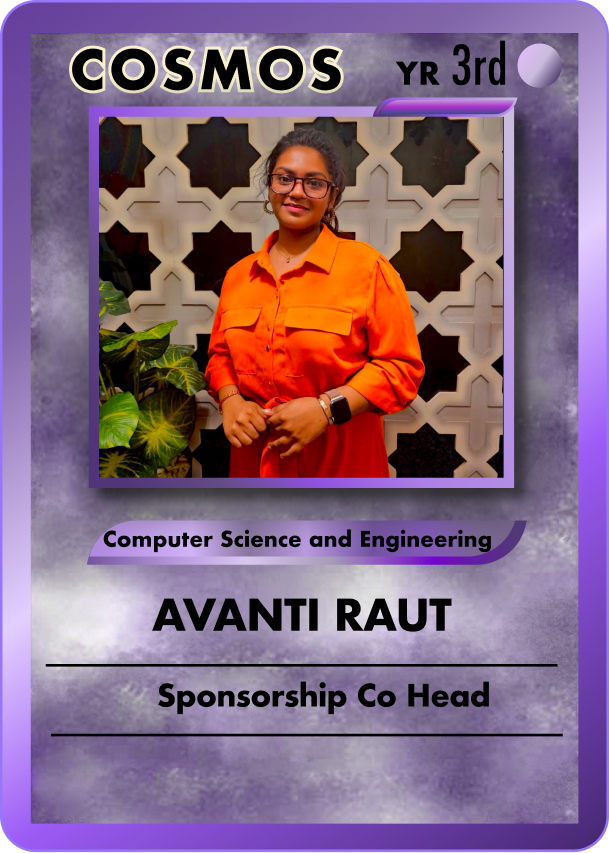 COSMOS YR 3rd
Computer Science and Engineering
AVANTI RAUT
Sponsorship Co Head